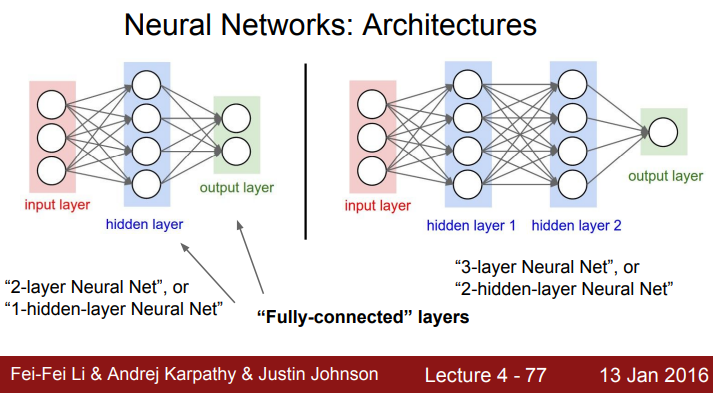 Neural Networks: Architectures
input layer
hidden layer
output layer
"2-layer Neural Net", or
"1-hidden-layer Neural Net"
input layer
hidden layer 1
hidden layer 2
output layer
"3-layer Neural Net", or
"2-hidden-layer Neural Net"
"Fully-connected" layers
Fei-Fei Li & Andrej Karpathy & Justin Johnson
Lecture 4 - 77
13 Jan 2016